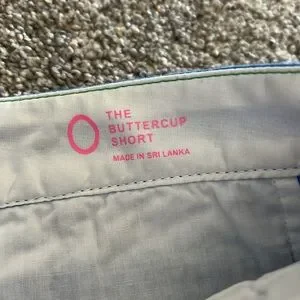 THE
BUTTERCUP
SHORT
MADE IN SRI LANKA